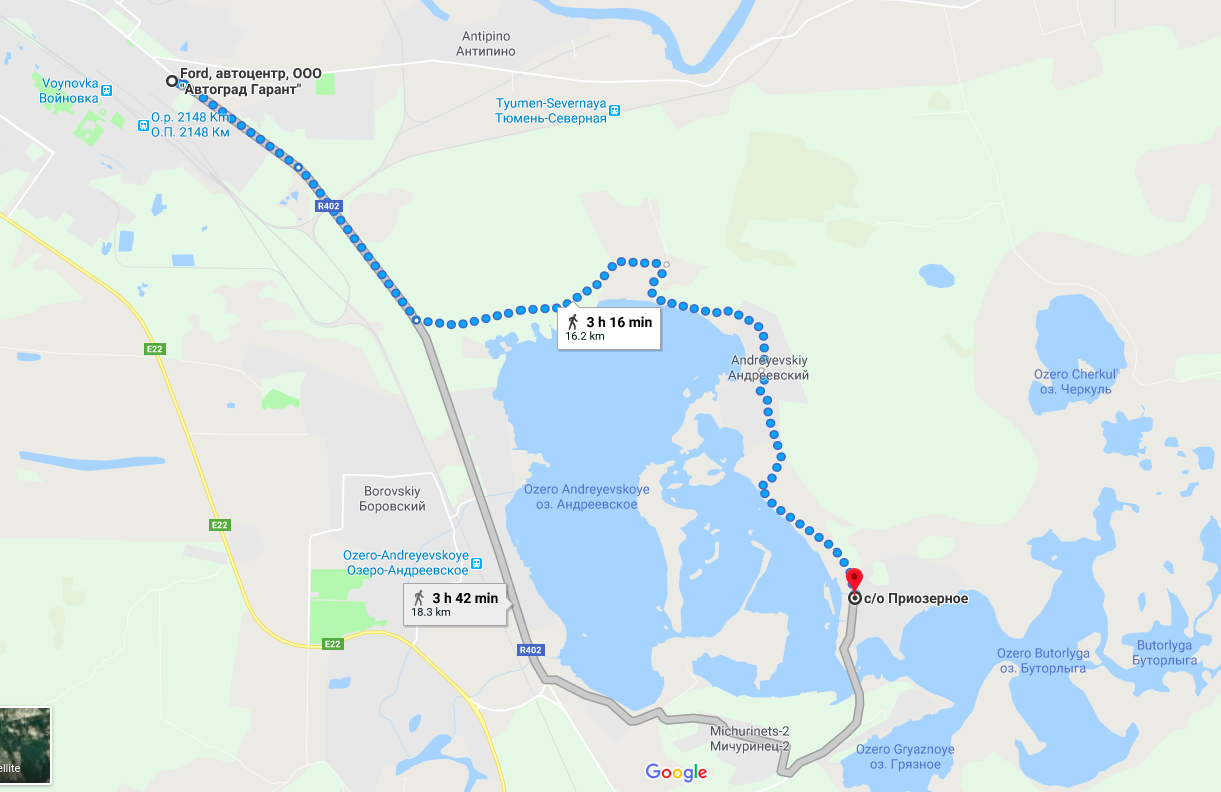 Antipino
Антипино
Ford, автоцентр, ООО
"Автоград Гарант"
Voynovka
Войновка
Tyumen-Severnaya
Тюмень-Северная
O.p. 2148 Km
О.П. 2148 Км
R402
E22
3 h 16 min
16.2 km
Andreyevskiy
Андреевский
Ozero Cherkul'
оз. Черкуль
Borovskiy
Боровский
Ozero Andreyevskoye
оз. Андреевское
E22
Ozero-Andreyevskoye
Озеро-Андреевское
3 h 42 min
18.3 km
с/о Приозерное
E22
R402
Ozero Butorlyga
оз. Буторлыга
Butorlyga
Буторлыга
Michurinets-2
Мичуринец-2
Ozero Gryaznoye
оз. Грязное
Google